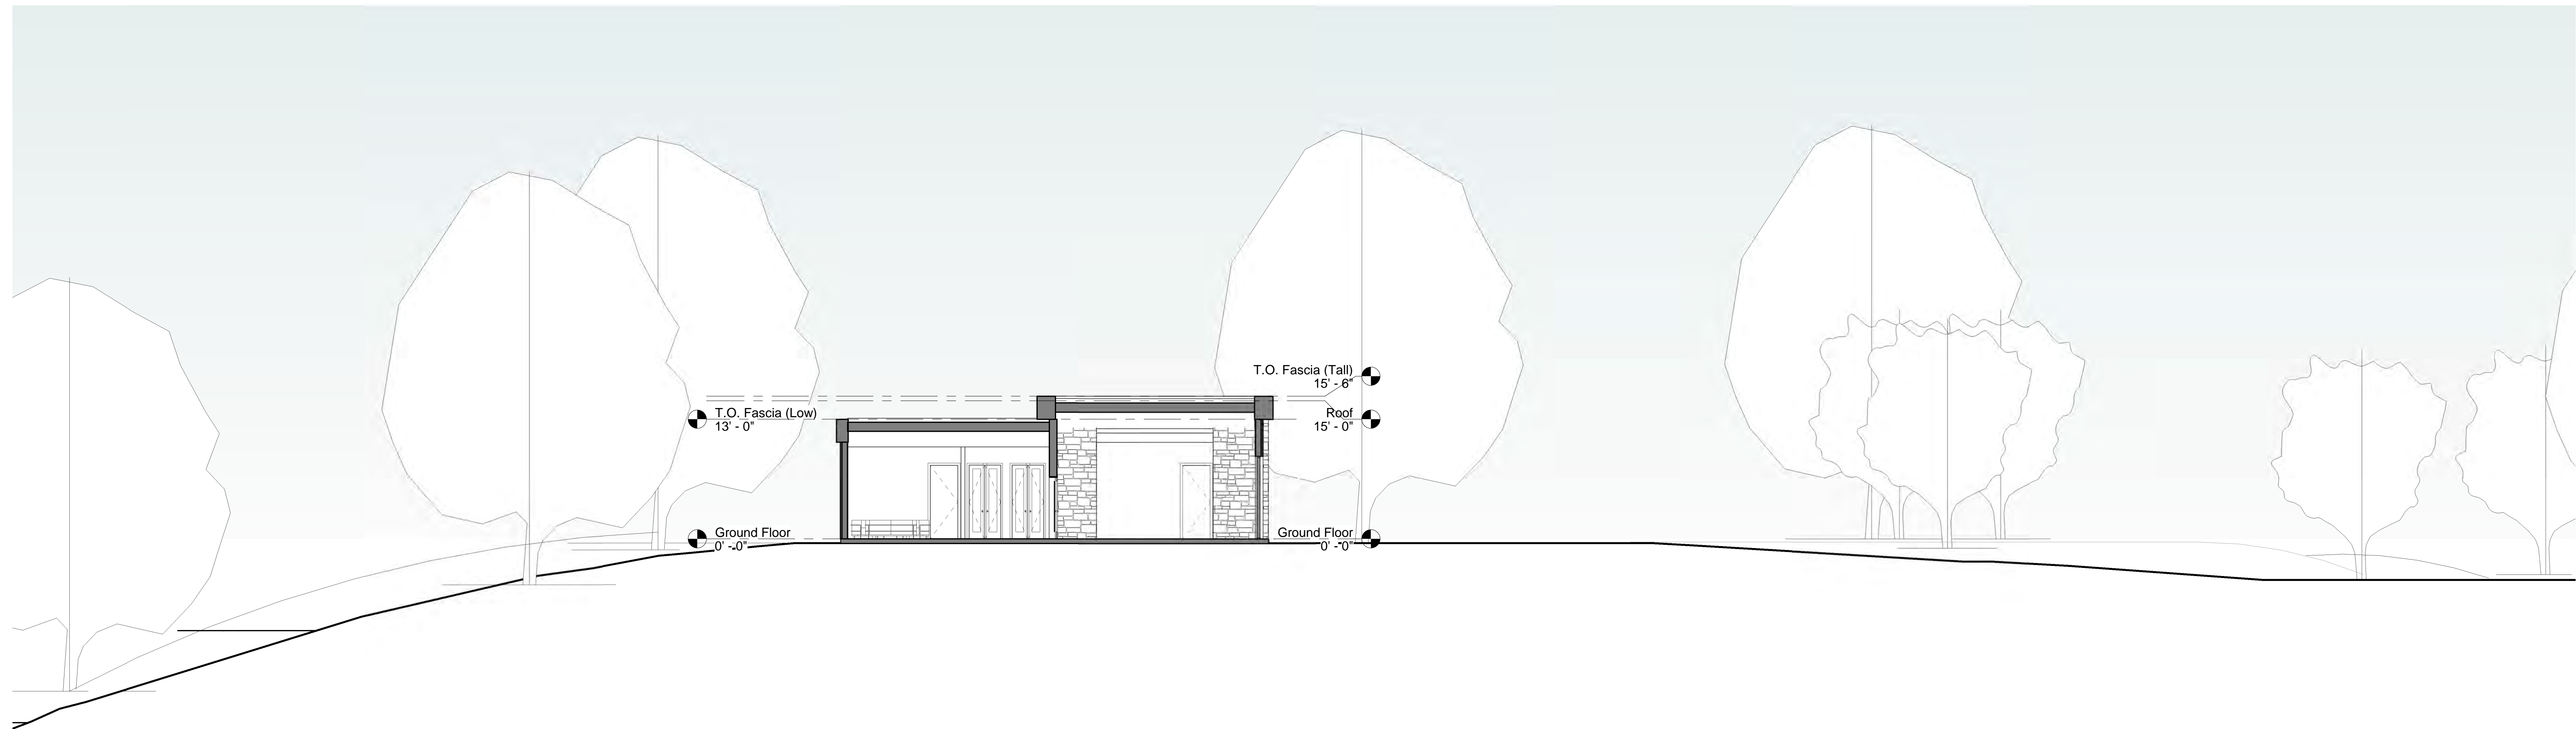 T.O. Fascia (Tall)
15' - 6"
T.O. Fascia (Low)
13' - 0"
Roof
15' - 0"
Ground Floor
0' - 0"
Ground Floor
0' - 0"